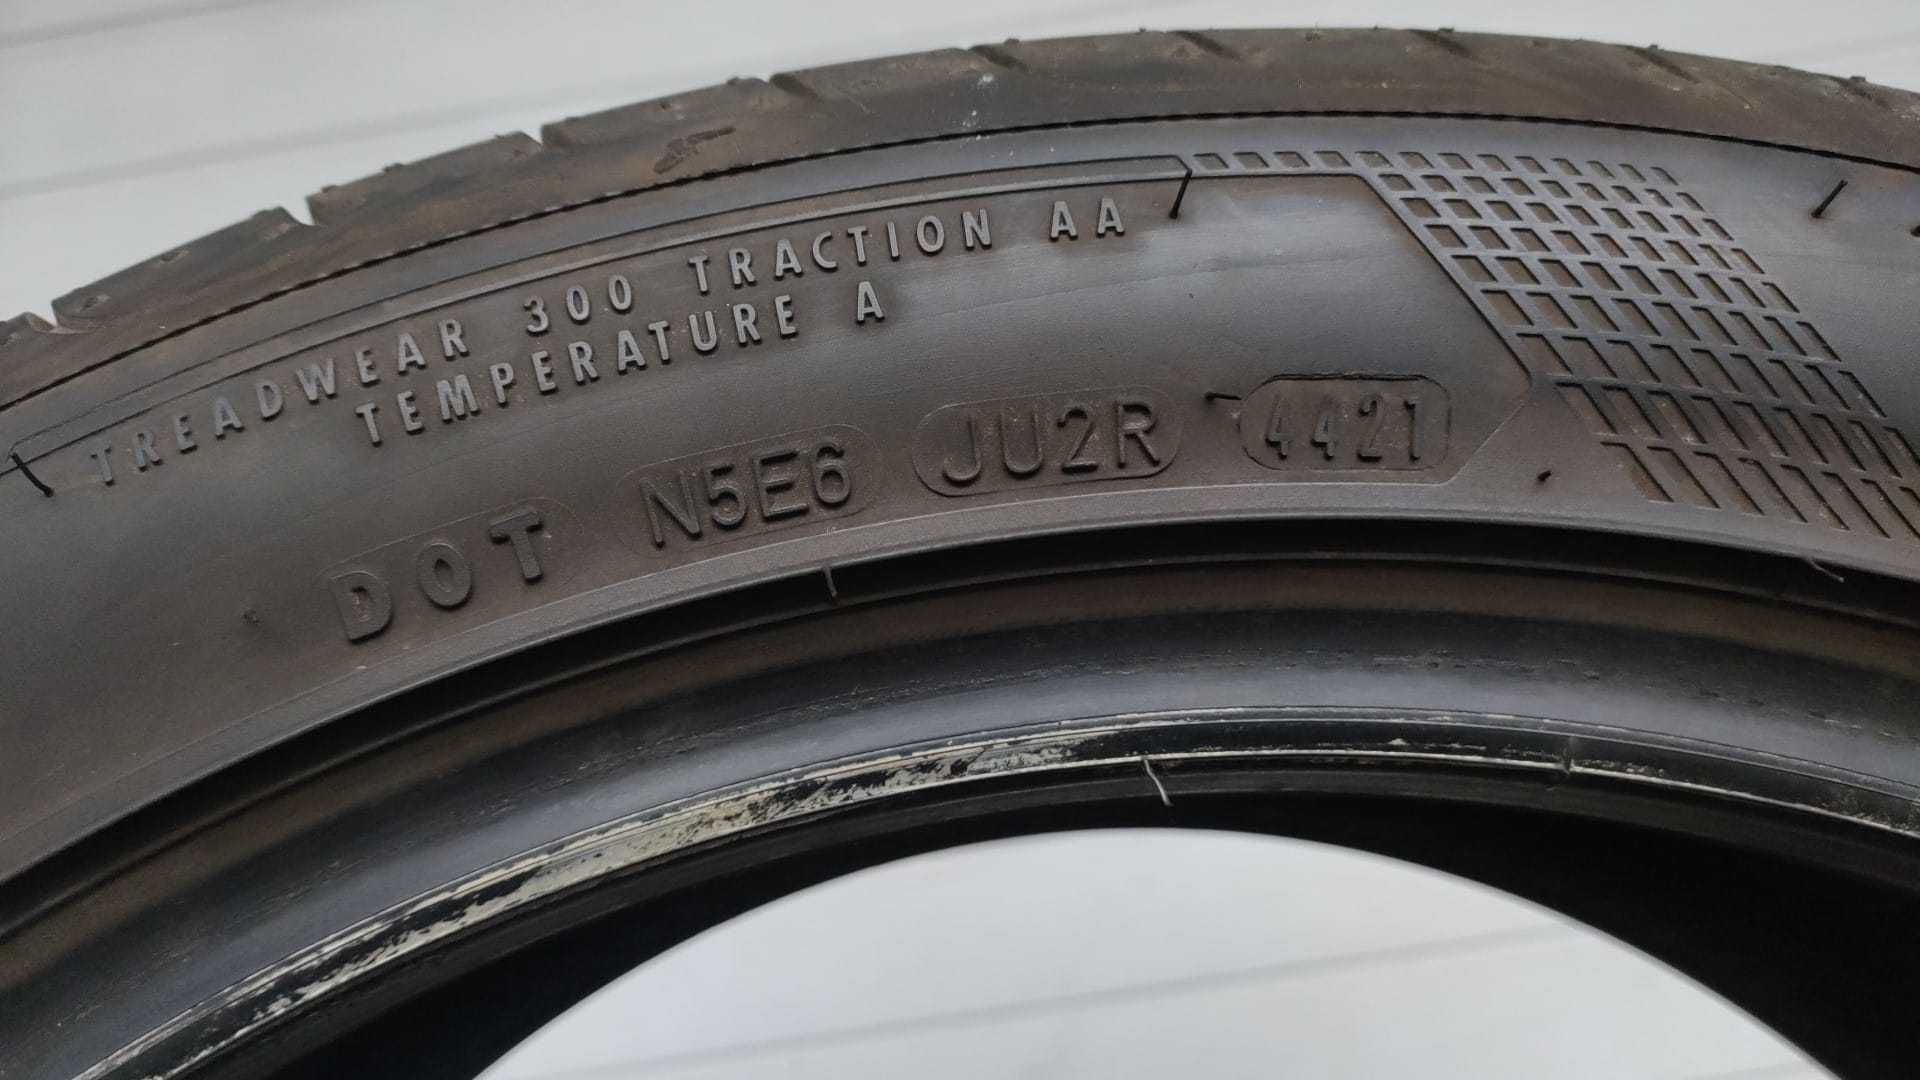 TREADWEAR 300 TRACTION AA
TEMPERATURE A
DOT N5E6 JU2R 4421